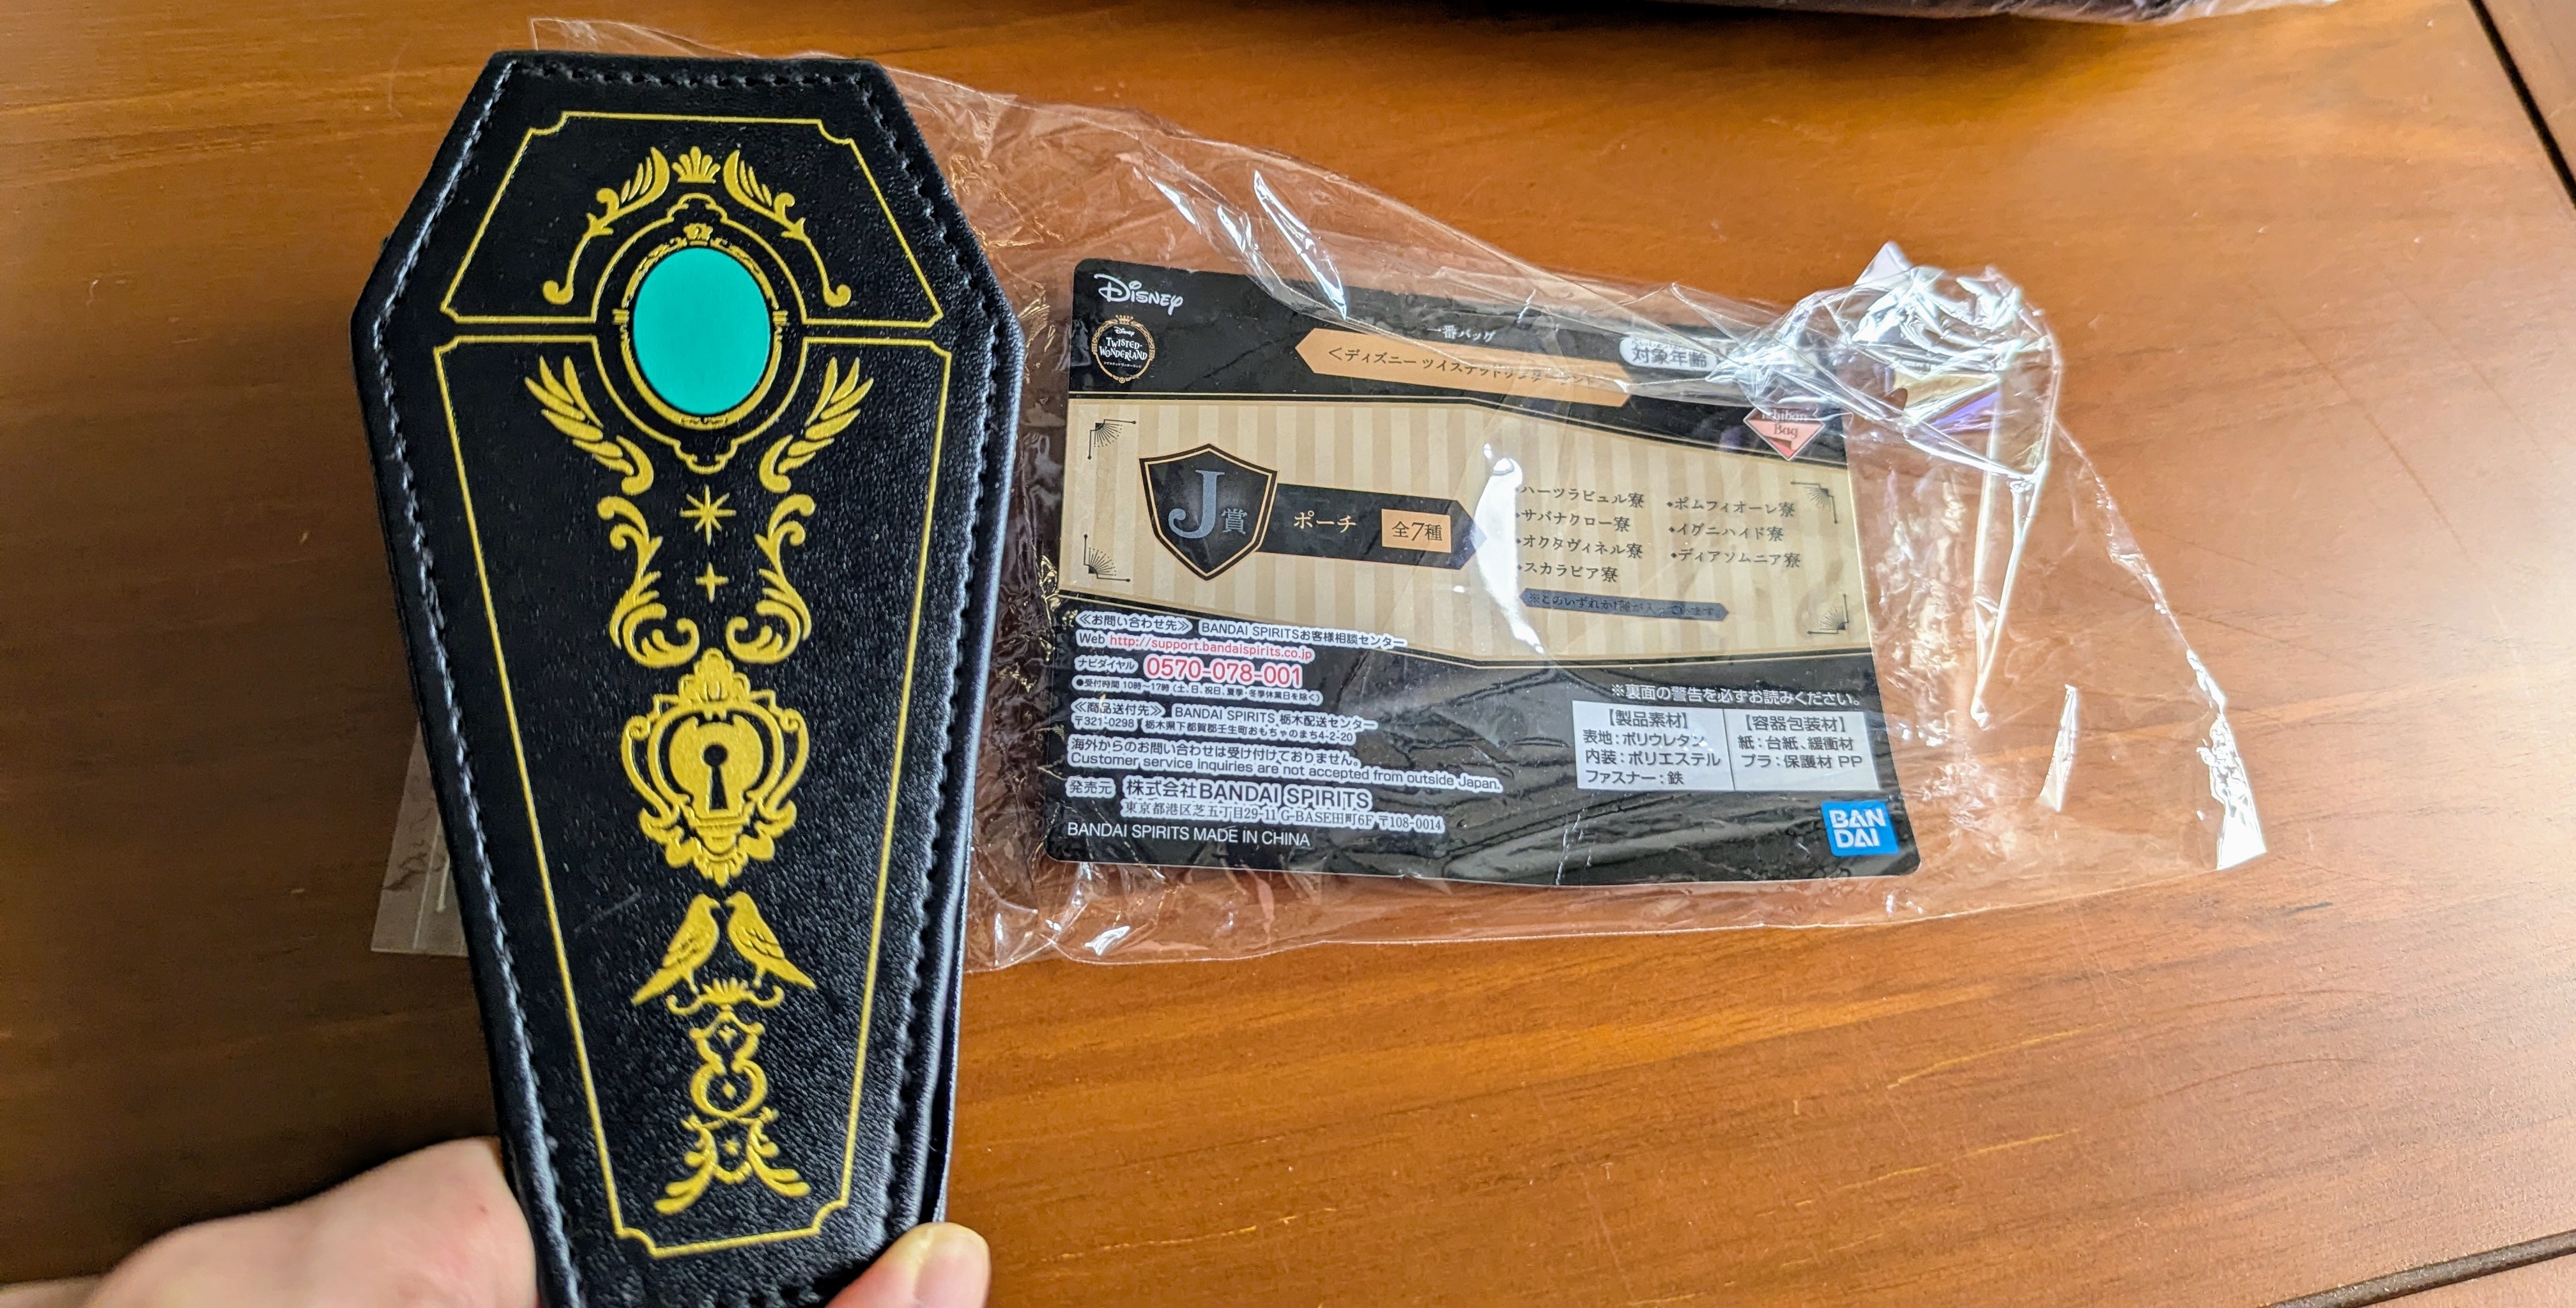 Disney
Disney
TWISTED-
WONDERLAND
一番バッグ
<ディズニー ツイステッドワンダーランド
対象年齢
Ichiban
Bag
J賞
ポーチ
全7種
・ハーツラビュル寮
・サバナクロー寮
・オクタヴィネル寮
・スカラビア寮
・ポムフィオーレ寮
・イグニハイド寮
・ディアソムニア寮
※このいずれか1種が入っています。
≪お問い合わせ先≫ BANDAI SPIRITSお客様相談センター
Web http://support.bandaispirits.co.jp
ナビダイヤル 0570-078-001
●受付時間 10時〜17時 (土、日、祝日、夏季・冬季休業日を除く)
≪商品送付先≫ BANDAI SPIRITS 栃木配送センター
〒321-0298 栃木県下都賀郡壬生町おもちゃのまち4-2-20
海外からのお問い合わせは受け付けておりません。
Customer service inquiries are not accepted from outside Japan.
発売元 株式会社BANDAI SPIRITS
東京都港区芝五丁目29-11 G-BASE田町6F 〒108-0014
BANDAI SPIRITS MADE IN CHINA
※裏面の警告を必ずお読みください。
【製品素材】
表地：ポリウレタン
内装：ポリエステル
ファスナー：鉄
【容器包装材】
紙：台紙、緩衝材
プラ：保護材 PP
BAN
DAI